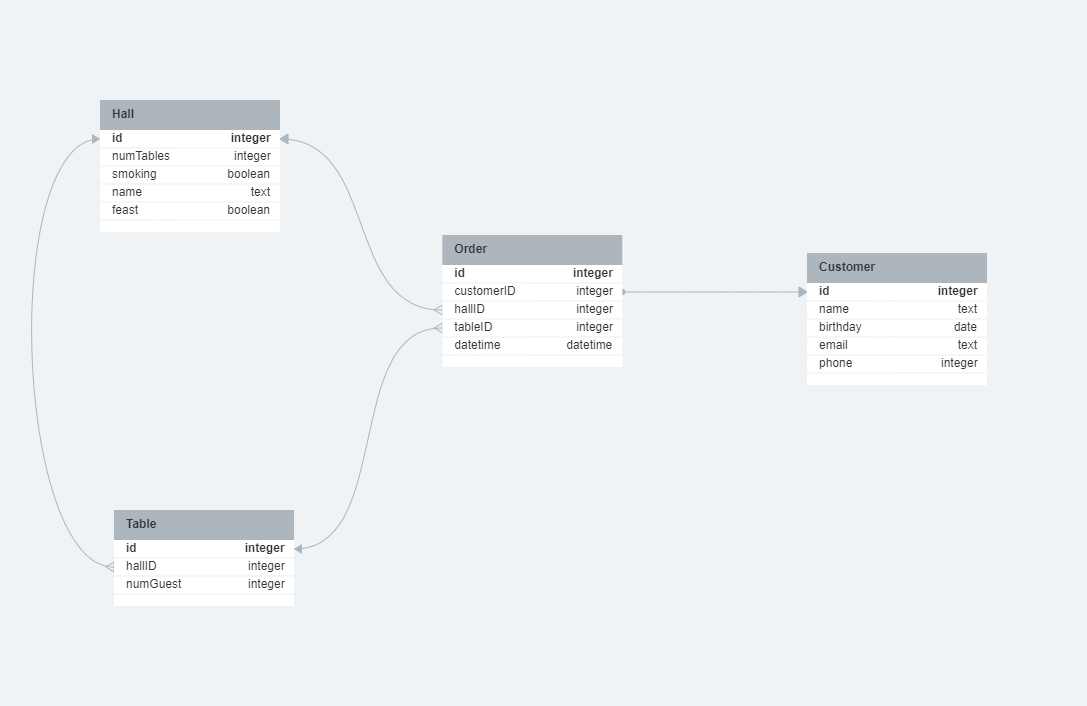 Hall
id integer
numTables integer
smoking boolean
name text
feast boolean
Order
id integer
customerID integer
hallID integer
tableID integer
datetime datetime
Customer
id integer
name text
birthday date
email text
phone integer
Table
id integer
hallID integer
numGuest integer